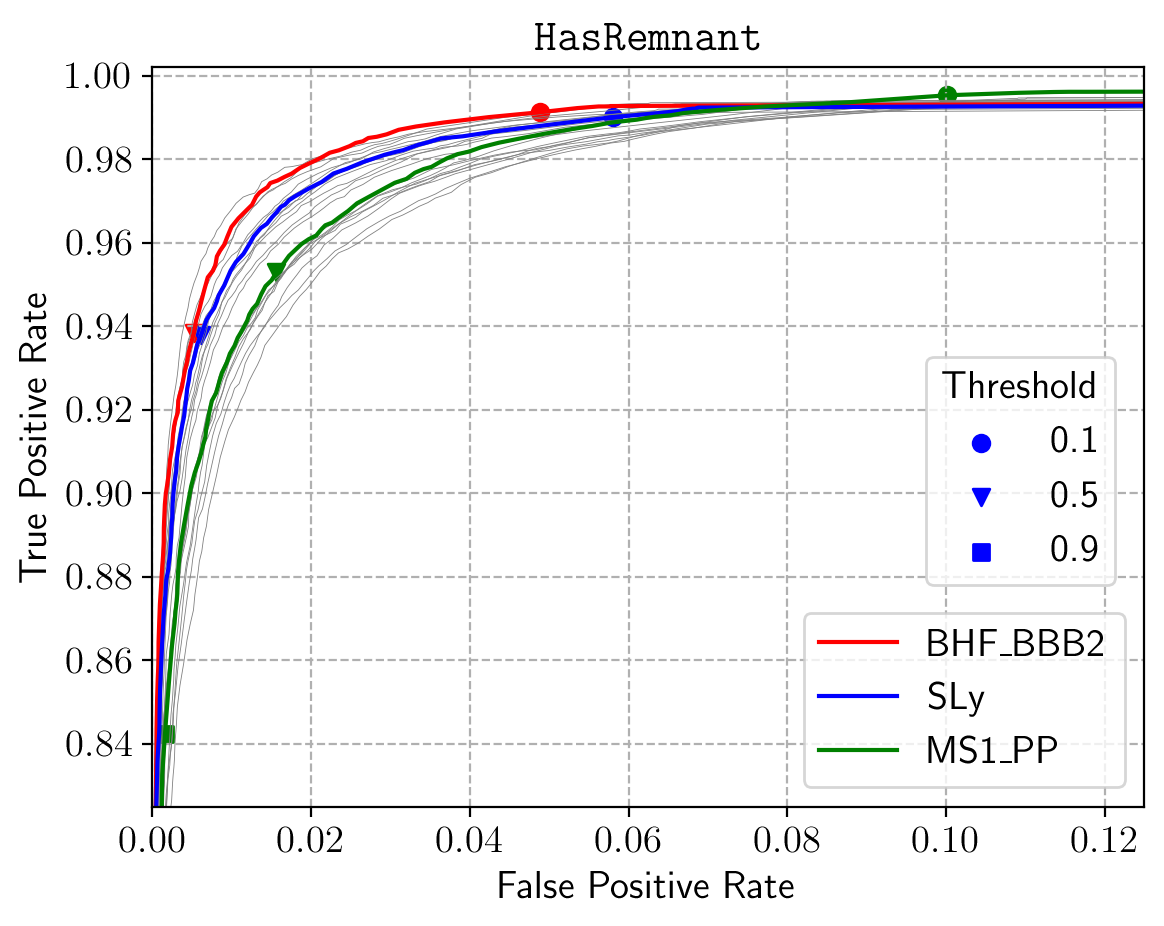 HasRemnant
1.00
0.98
0.96
0.94
0.92
0.90
0.88
0.86
0.84
True Positive Rate
Threshold
0.1
0.5
0.9
BHF_BBB2
SLy
MS1_PP
0.00 0.02 0.04 0.06 0.08 0.10 0.12
False Positive Rate